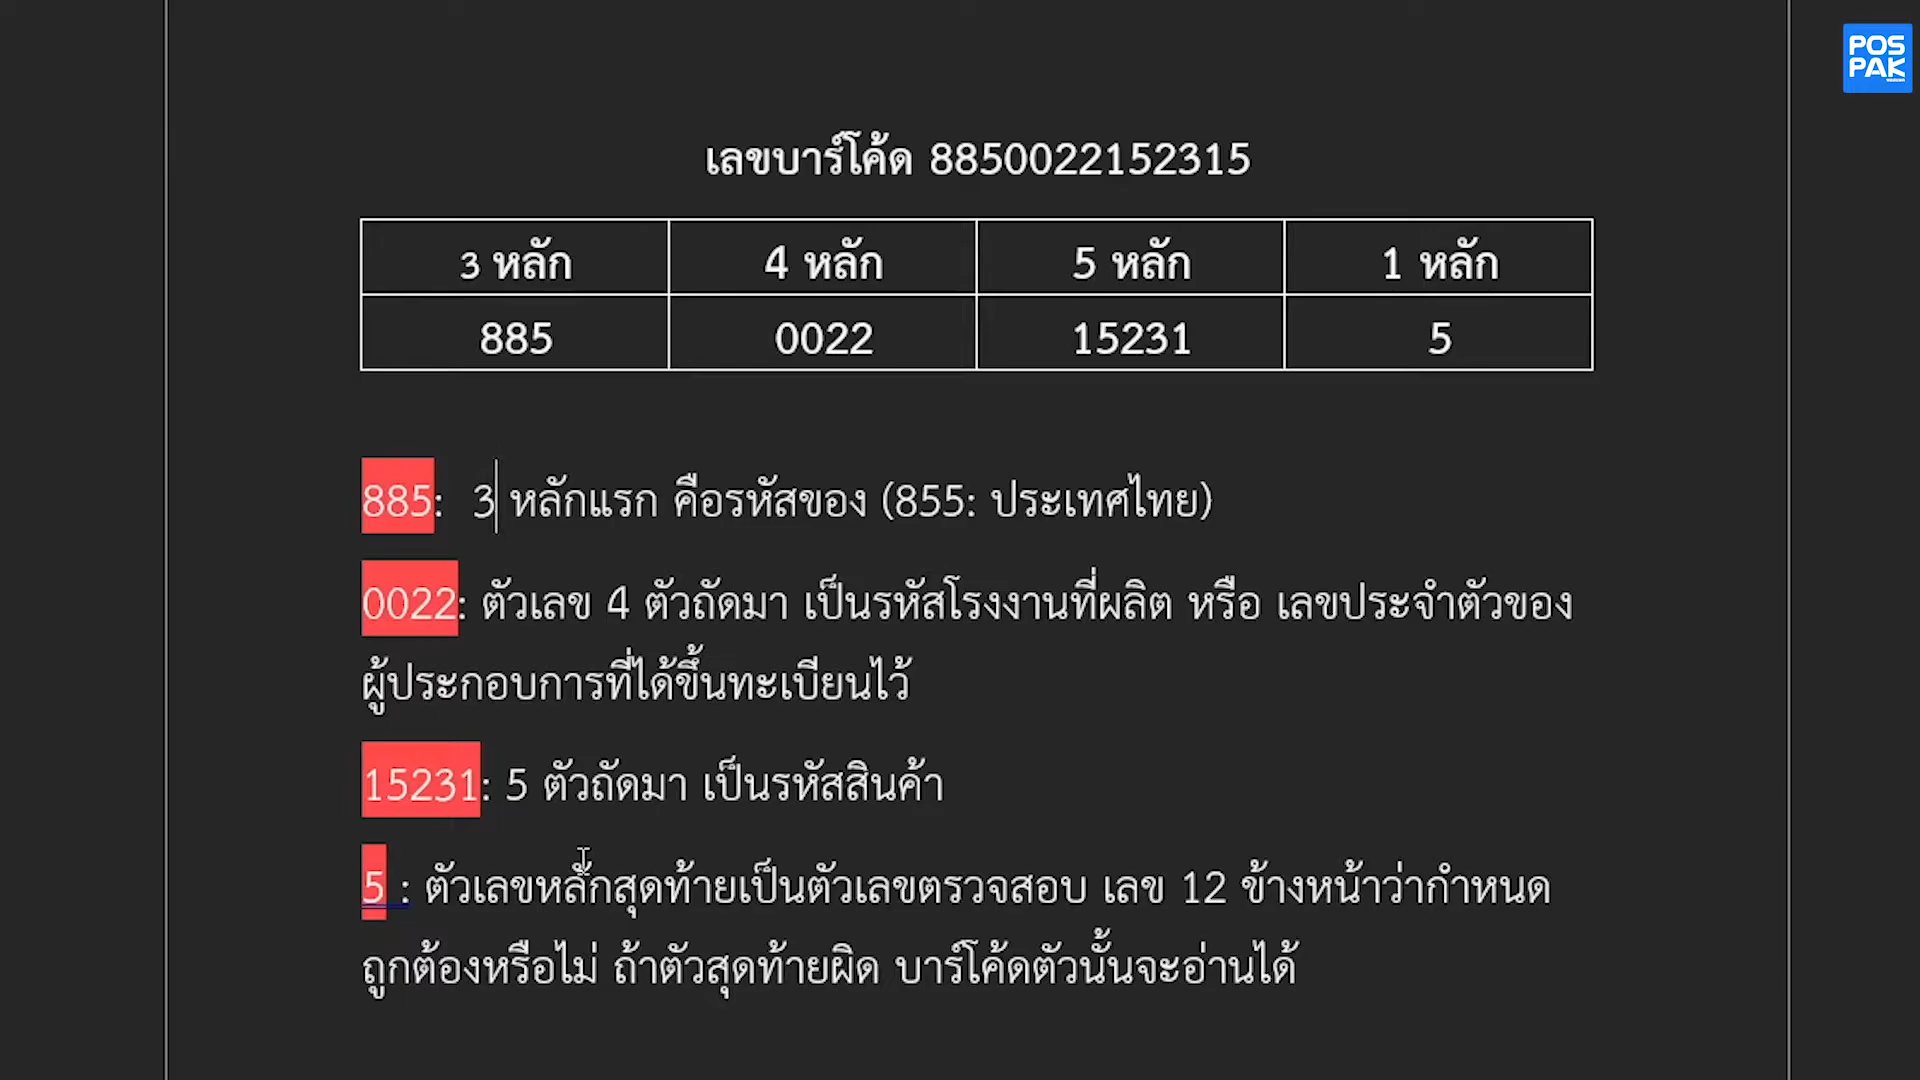 POS
PAK
เลขบาร์โค้ด 8850022152315
3 หลัก 4 หลัก 5 หลัก 1 หลัก
885 0022 15231 5
885: 3 หลักแรก คือรหัสของ (855: ประเทศไทย)
0022: ตัวเลข 4 ตัวถัดมา เป็นรหัสโรงงานที่ผลิต หรือ เลขประจำตัวของ
ผู้ประกอบการที่ได้ขึ้นทะเบียนไว้
15231: 5 ตัวถัดมา เป็นรหัสสินค้า
5 : ตัวเลขหลักสุดท้ายเป็นตัวเลขตรวจสอบ เลข 12 ข้างหน้าว่ากำหนด
ถูกต้องหรือไม่ ถ้าตัวสุดท้ายผิด บาร์โค้ดตัวนั้นจะอ่านได้